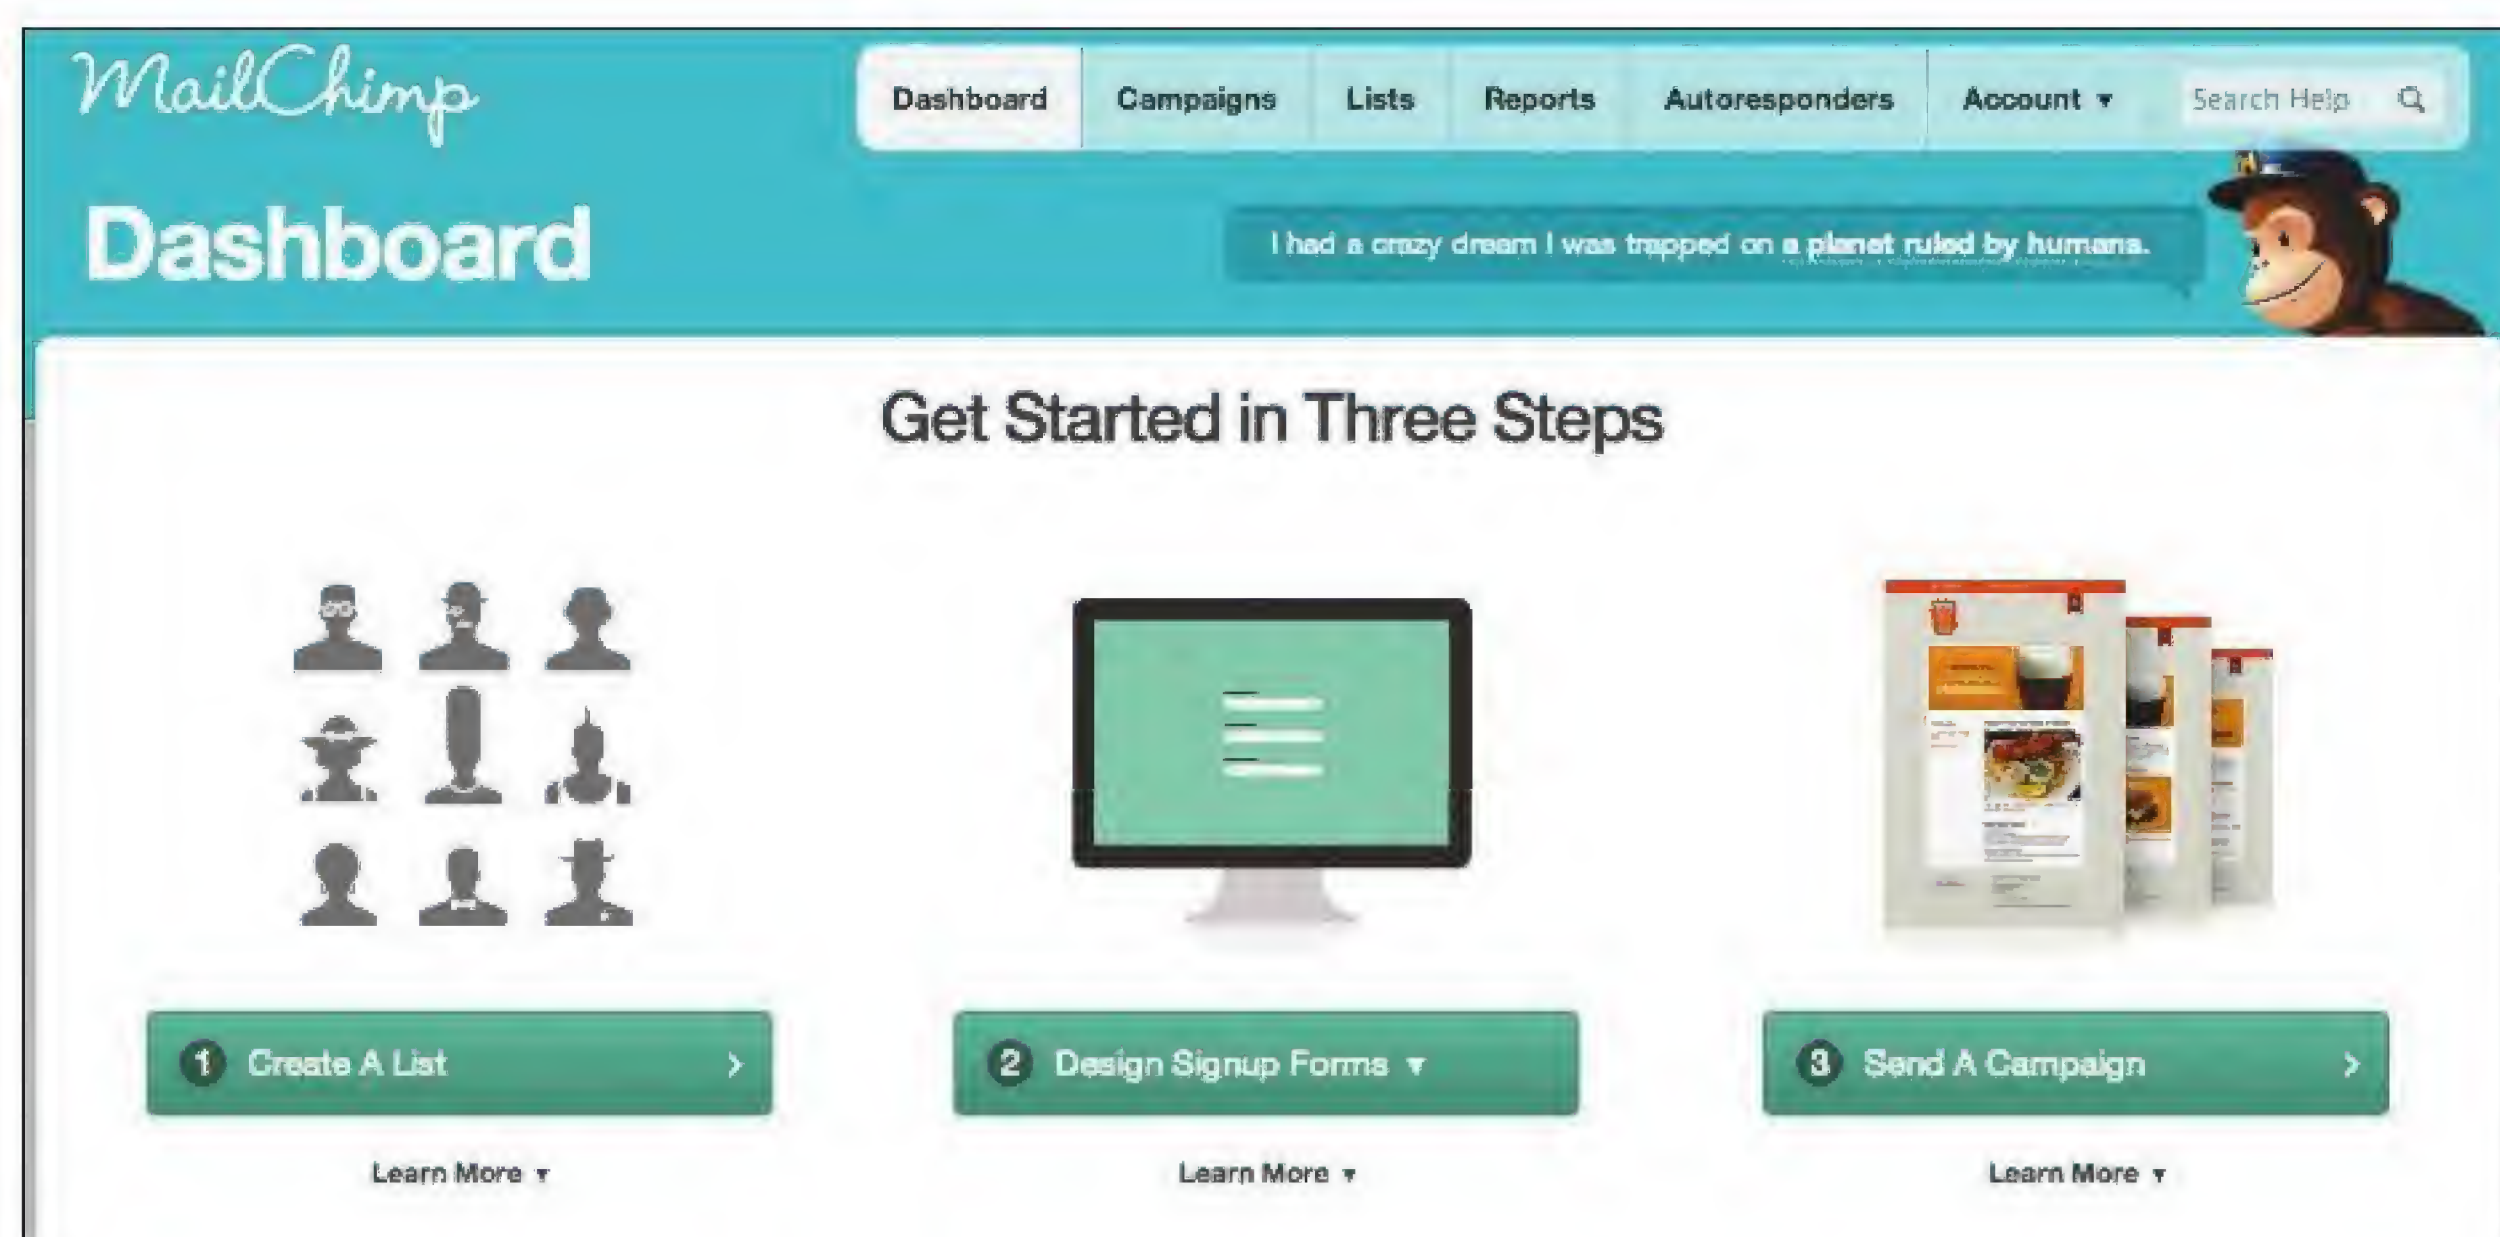 MailChimp
Dashboard Campaigns Lists Reports Autoresponders Account ▾ Search Help
Dashboard
I had a crazy dream I was trapped on a planet ruled by humans.
Get Started in Three Steps
1 Create A List >
2 Design Signup Forms ▾
3 Send A Campaign >
Learn More ▾
Learn More ▾
Learn More ▾